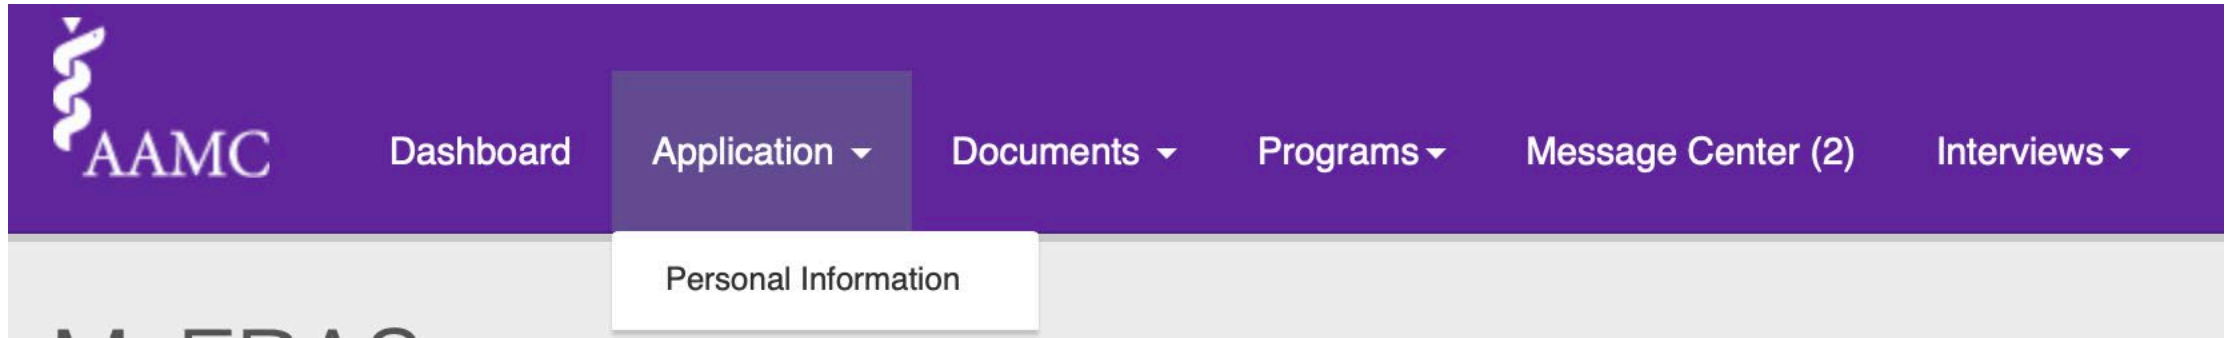 AAMC
Dashboard Application Documents Programs Message Center (2) Interviews
Personal Information